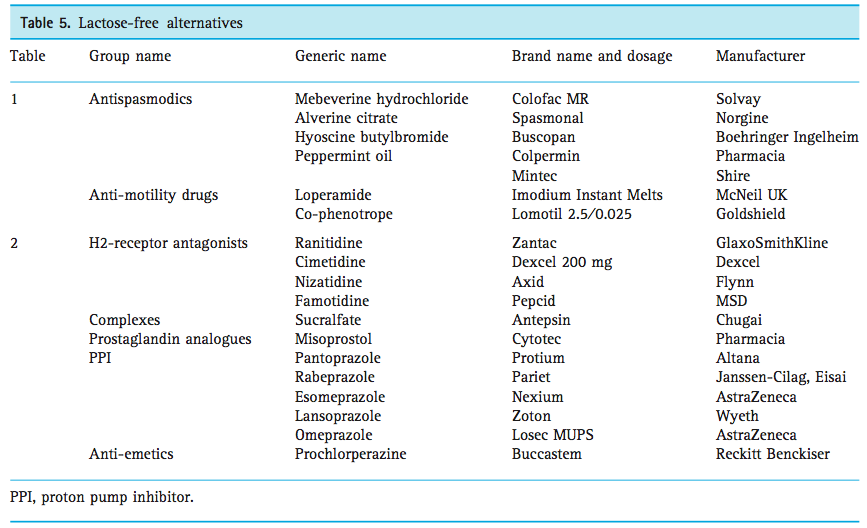 Table 5. Lactose-free alternatives
Table Group name Generic name Brand name and dosage Manufacturer
1 Antispasmodics Mebeverine hydrochloride Colofac MR Solvay
Alverine citrate Spasmonal Norgine
Hyoscine butylbromide Buscopan Boehringer Ingelheim
Peppermint oil Colpermin Pharmacia
Mintec Shire
Anti-motility drugs Loperamide Imodium Instant Melts McNeil UK
Co-phenotrope Lomotil 2.5/0.025 Goldshield
2 H2-receptor antagonists Ranitidine Zantac GlaxoSmithKline
Cimetidine Dexcel 200 mg Dexcel
Nizatidine Axid Flynn
Famotidine Pepcid MSD
Complexes Sucralfate Antepsin Chugai
Prostaglandin analogues Misoprostol Cytotec Pharmacia
PPI Pantoprazole Protium Altana
Rabeprazole Pariet Janssen-Cilag, Eisai
Esomeprazole Nexium AstraZeneca
Lansoprazole Zoton Wyeth
Omeprazole Losec MUPS AstraZeneca
Anti-emetics Prochlorperazine Buccastem Reckitt Benckiser
PPI, proton pump inhibitor.